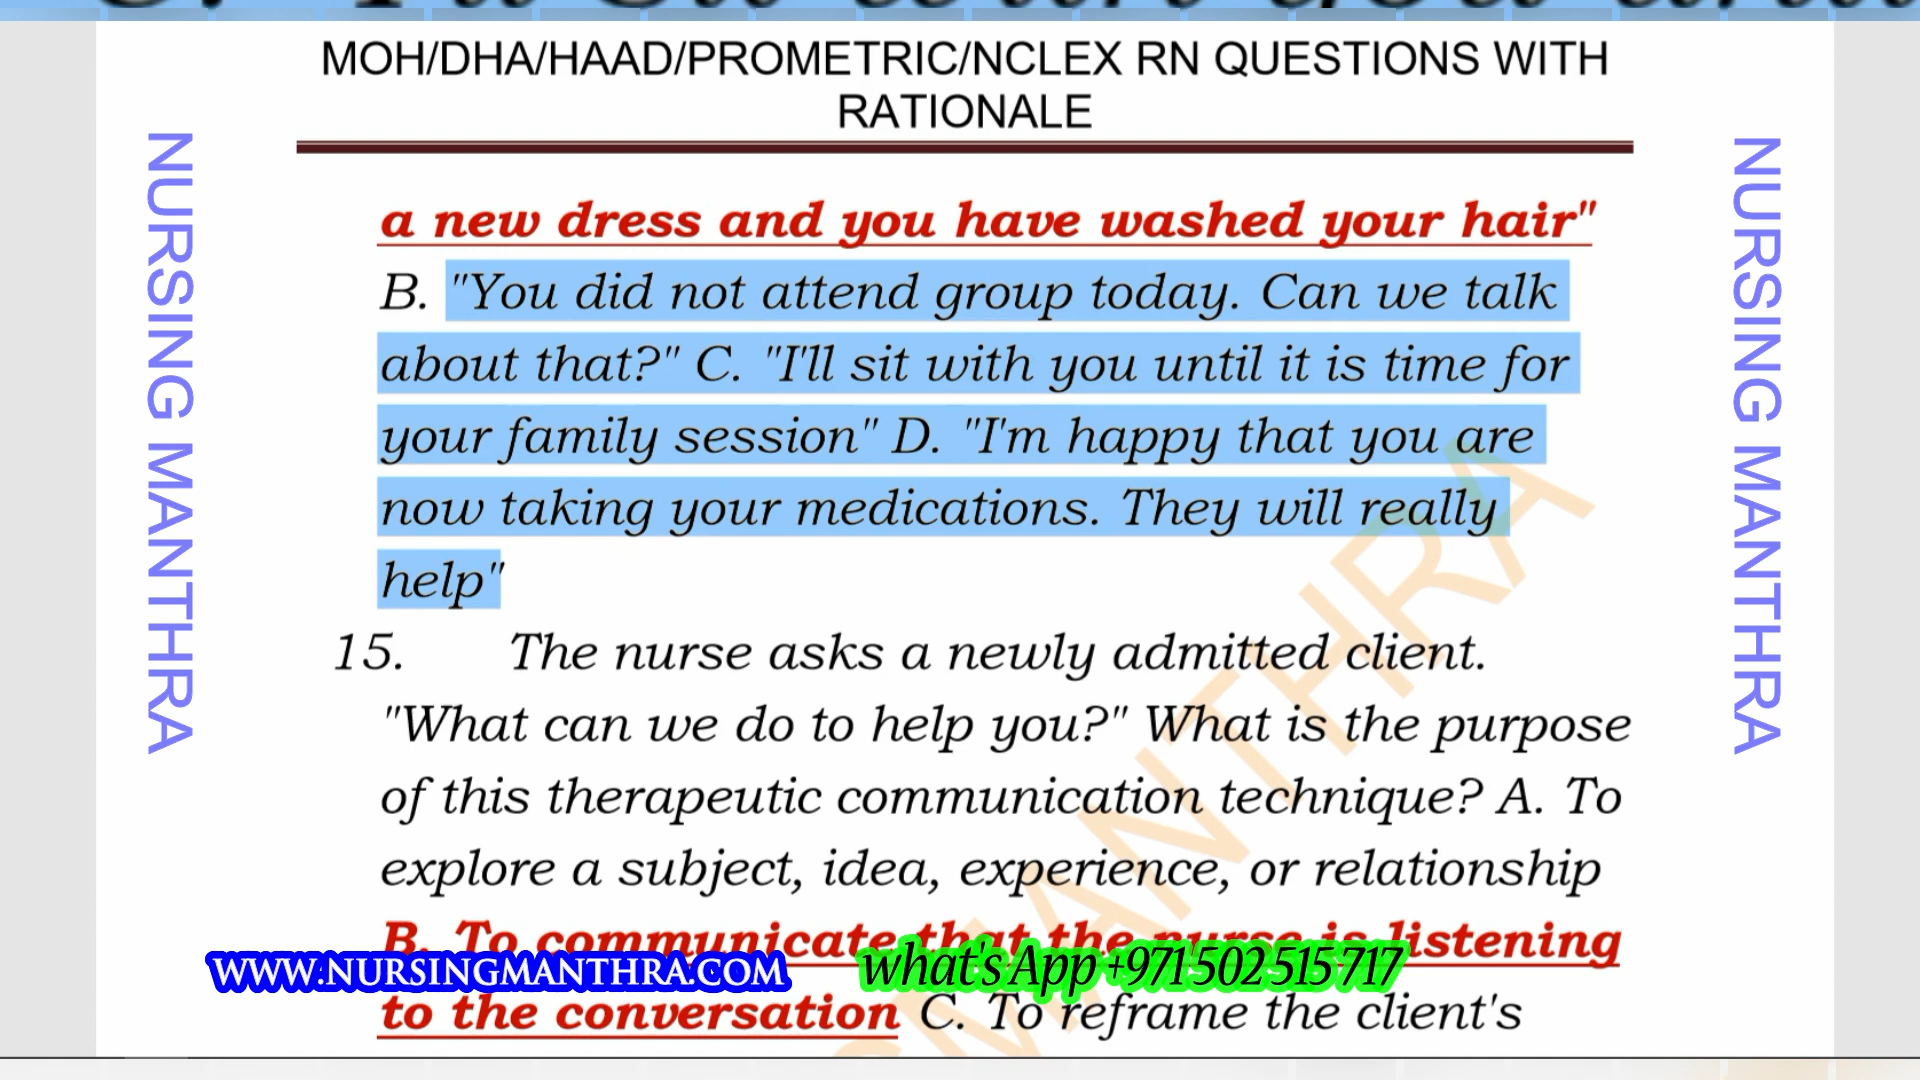 MOH/DHA/HAAD/PROMETRIC/NCLEX RN QUESTIONS WITH
RATIONALE
NURSING MANTHRA
NURSING MANTHRA
a new dress and you have washed your hair"
B. "You did not attend group today. Can we talk
about that?" C. "I'll sit with you until it is time for
your family session" D. "I'm happy that you are
now taking your medications. They will really
help"
15. The nurse asks a newly admitted client.
"What can we do to help you?" What is the purpose
of this therapeutic communication technique? A. To
explore a subject, idea, experience, or relationship
B. To communicate that the nurse is listening
to the conversation C. To reframe the client's
MANTHRA
WWW.NURSINGMANTHRA.COM
what's App +971502515717